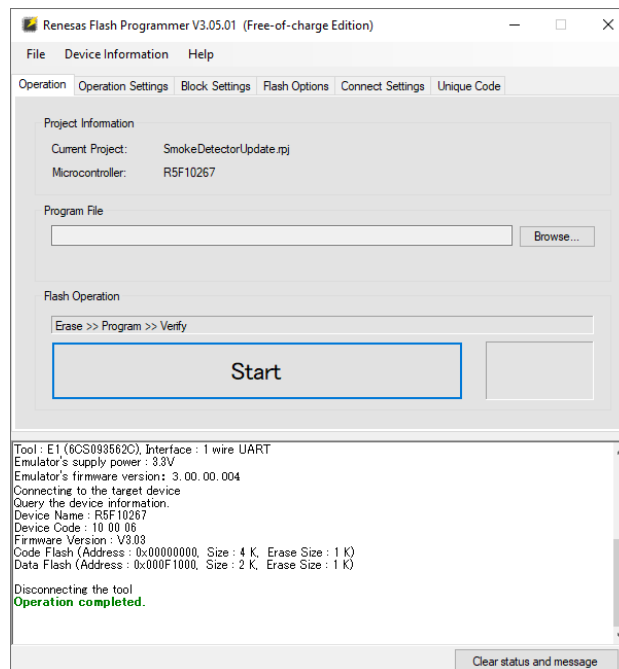 Renesas Flash Programmer V3.05.01 (Free-of-charge Edition)
File Device Information Help
Operation Operation Settings Block Settings Flash Options Connect Settings Unique Code
Project Information
Current Project: SmokeDetectorUpdate.rpj
Microcontroller: R5F10267
Program File
Browse...
Flash Operation
Erase >> Program >> Verify
Start
Tool : E1 (6CS093562C), Interface : 1 wire UART
Emulator's supply power : 3.3V
Emulator's firmware version: 3.00.00.004
Connecting to the target device
Query the device information.
Device Name : R5F10267
Device Code : 10 00 06
Firmware Version : V3.03
Code Flash (Address : 0x00000000, Size : 4 K, Erase Size : 1 K)
Data Flash (Address : 0x000F1000, Size : 2 K, Erase Size : 1 K)
Disconnecting the tool
Operation completed.
Clear status and message